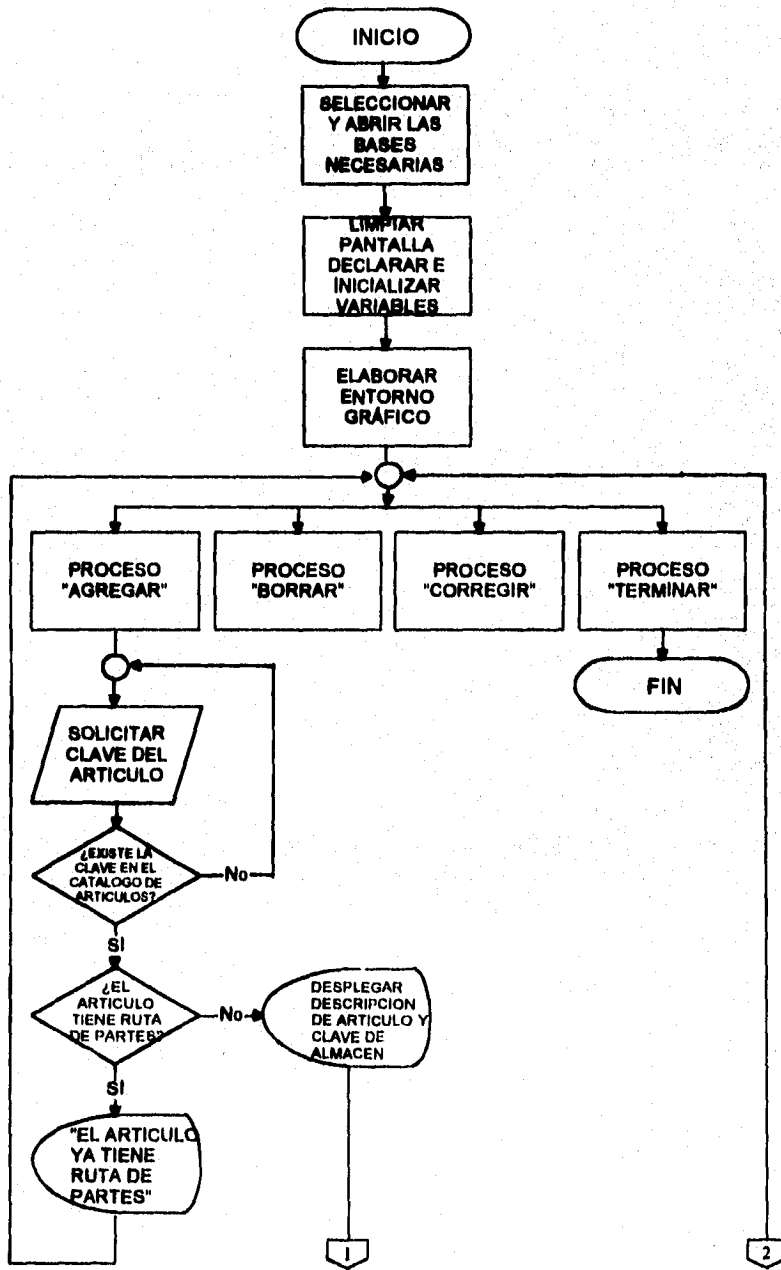 INICIO
SELECCIONAR
Y ABRIR LAS
BASES
NECESARIAS
LIMPIAR
PANTALLA
DECLARAR E
INICIALIZAR
VARIABLES
ELABORAR
ENTORNO
GRÁFICO
PROCESO
"AGREGAR"
PROCESO
"BORRAR"
PROCESO
"CORREGIR"
PROCESO
"TERMINAR"
FIN
SOLICITAR
CLAVE DEL
ARTICULO
¿EXISTE LA
CLAVE EN EL
CATALOGO DE
ARTICULOS?
No
SÍ
¿EL
ARTICULO
TIENE RUTA
DE PARTES?
No
DESPLEGAR
DESCRIPCION
DE ARTICULO Y
CLAVE DE
ALMACEN
SÍ
"EL ARTICULO
YA TIENE
RUTA DE
PARTES"
1
2